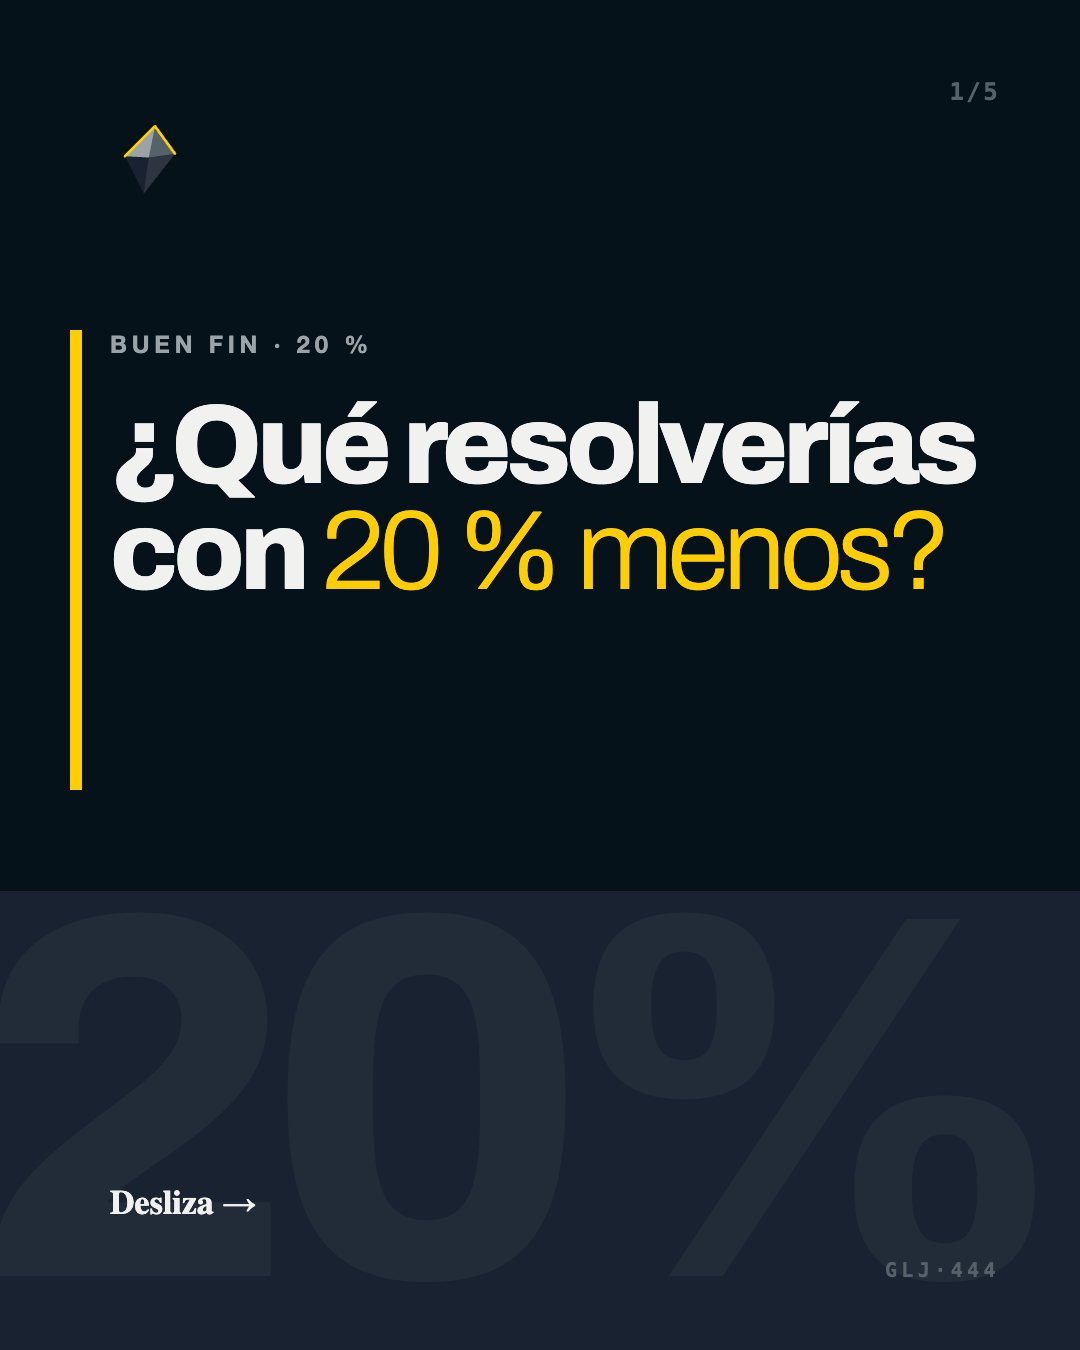 1/5
BUEN FIN · 20 %
¿Qué resolverías
con 20 % menos?
20%
Desliza →
GLJ·444